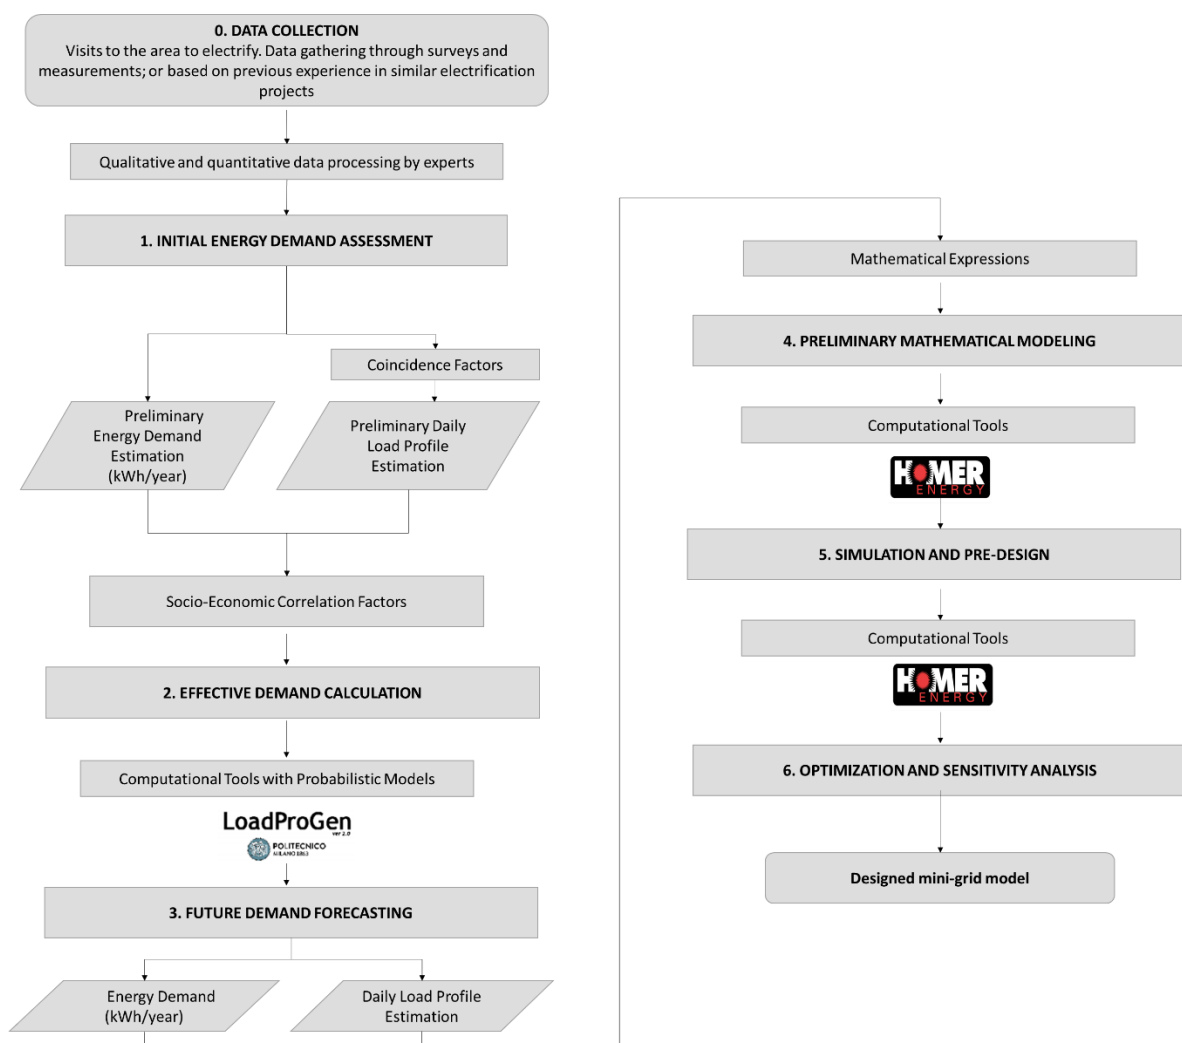 0. DATA COLLECTION
Visits to the area to electrify. Data gathering through surveys and
measurements; or based on previous experience in similar electrification
projects
Qualitative and quantitative data processing by experts
1. INITIAL ENERGY DEMAND ASSESSMENT
Coincidence Factors
Preliminary
Energy Demand
Estimation
(kWh/year)
Preliminary Daily
Load Profile
Estimation
Socio-Economic Correlation Factors
2. EFFECTIVE DEMAND CALCULATION
Computational Tools with Probabilistic Models
LoadProGen
ver 2.0
POLITECNICO
MILANO 1863
3. FUTURE DEMAND FORECASTING
Energy Demand
(kWh/year)
Daily Load Profile
Estimation
Mathematical Expressions
4. PRELIMINARY MATHEMATICAL MODELING
Computational Tools
HOMER
ENERGY
5. SIMULATION AND PRE-DESIGN
Computational Tools
HOMER
ENERGY
6. OPTIMIZATION AND SENSITIVITY ANALYSIS
Designed mini-grid model